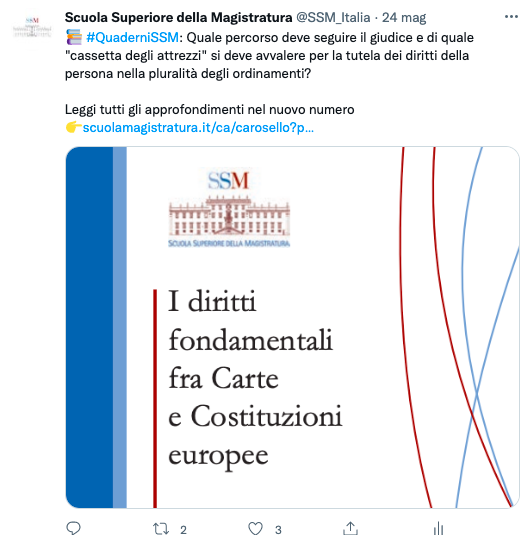 Scuola Superiore della Magistratura @SSM_Italia · 24 mag
📚 #QuaderniSSM: Quale percorso deve seguire il giudice e di quale
"cassetta degli attrezzi" si deve avvalere per la tutela dei diritti della
persona nella pluralità degli ordinamenti?
Leggi tutti gli approfondimenti nel nuovo numero
👉scuolamagistratura.it/ca/carosello?p...
SSM
SCUOLA SUPERIORE DELLA MAGISTRATURA
I diritti
fondamentali
fra Carte
e Costituzioni
europee
2
3